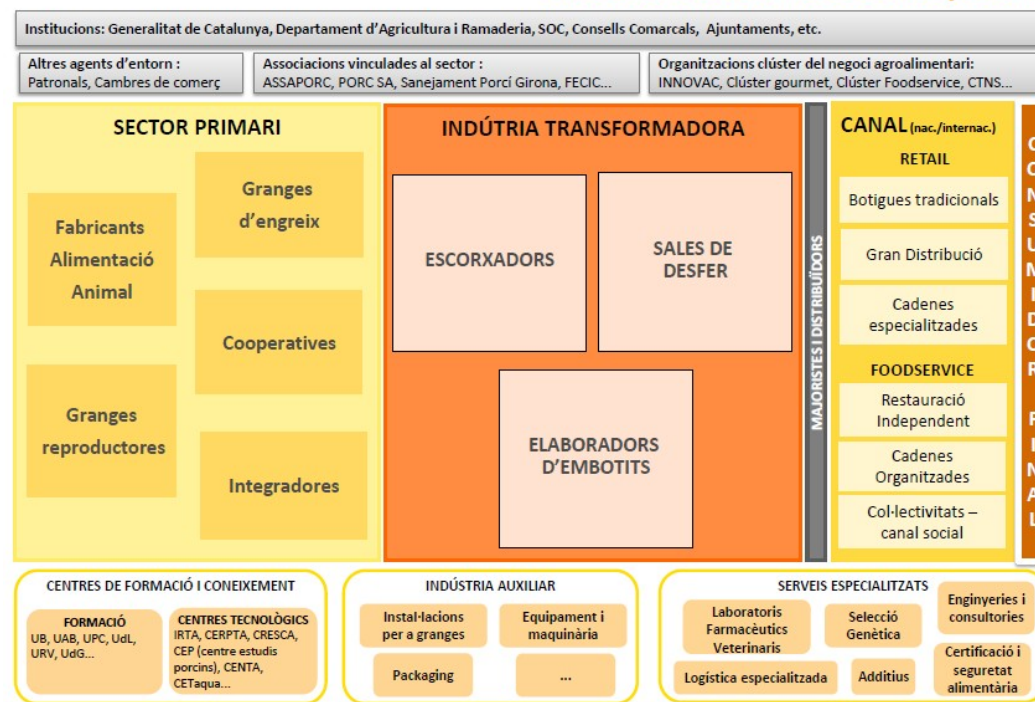 Institucions: Generalitat de Catalunya, Departament d'Agricultura i Ramaderia, SOC, Consells Comarcals, Ajuntaments, etc.
Altres agents d'entorn :
Patronals, Cambres de comerç
Associacions vinculades al sector :
ASSAPORC, PORC SA, Sanejament Porcí Girona, FECIC...
Organitzacions clúster del negoci agroalimentari:
INNOVAC, Clúster gourmet, Clúster Foodservice, CTNS...
SECTOR PRIMARI
Fabricants
Alimentació
Animal
Granges
d'engreix
Cooperatives
Granges
reproductores
Integradores
INDÚTRIA TRANSFORMADORA
ESCORXADORS
SALES DE
DESFER
ELABORADORS
D'EMBOTITS
MAJORISTES I DISTRIBUÏDORS
CANAL (nac./internac.)
RETAIL
Botigues tradicionals
Gran Distribució
Cadenes
especialitzades
FOODSERVICE
Restauració
Independent
Cadenes
Organitzades
Col·lectivitats –
canal social
CONSUMIDOR FINAL
CENTRES DE FORMACIÓ I CONEIXEMENT
FORMACIÓ
UB, UAB, UPC, UdL,
URV, UdG...
CENTRES TECNOLÒGICS
IRTA, CERPTA, CRESCA,
CEP (centre estudis
porcins), CENTA,
CETaqua...
INDÚSTRIA AUXILIAR
Instal·lacions
per a granges
Equipament i
maquinària
Packaging
...
SERVEIS ESPECIALITZATS
Laboratoris
Farmacèutics
Veterinaris
Selecció
Genètica
Enginyeries i
consultories
Logística especialitzada
Additius
Certificació i
seguretat
alimentària